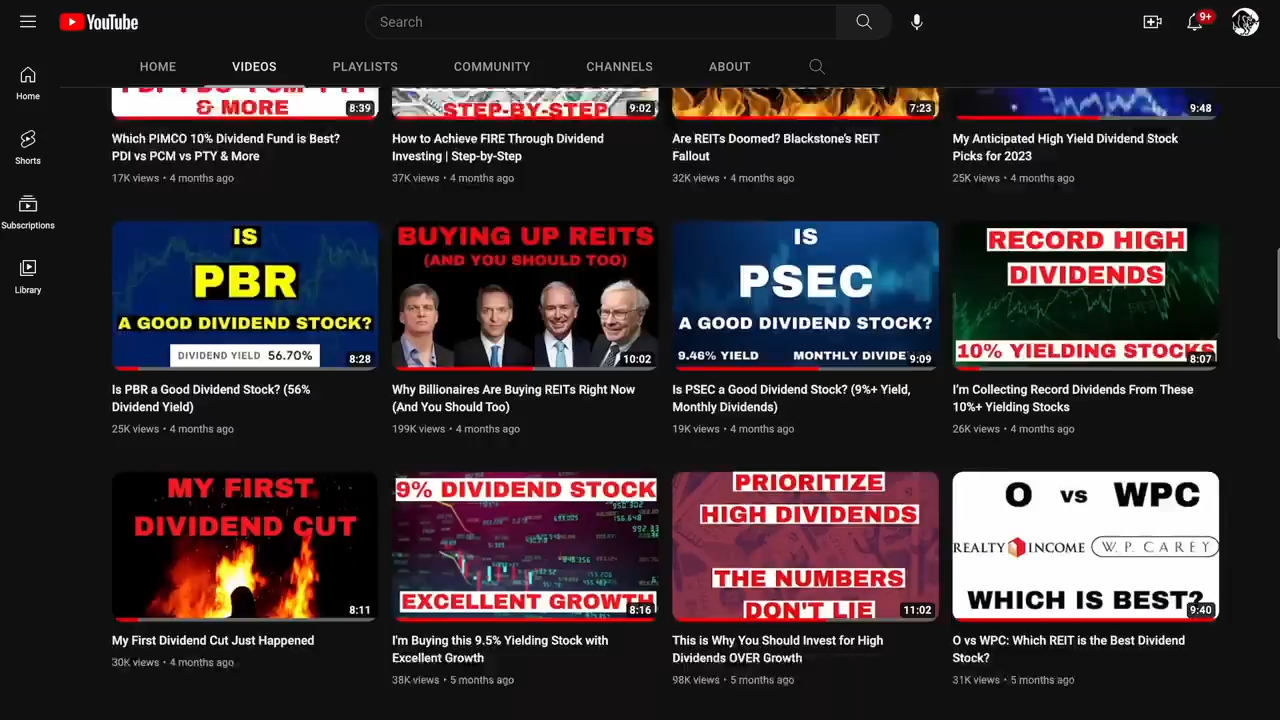 YouTube
Search
9+
HOME
VIDEOS
PLAYLISTS
COMMUNITY
CHANNELS
ABOUT
Home
Shorts
Subscriptions
Library
& MORE
8:39
STEP-BY-STEP
9:02
7:23
9:48
Which PIMCO 10% Dividend Fund is Best?
PDI vs PCM vs PTY & More
17K views • 4 months ago
How to Achieve FIRE Through Dividend
Investing | Step-by-Step
37K views • 4 months ago
Are REITs Doomed? Blackstone's REIT
Fallout
32K views • 4 months ago
My Anticipated High Yield Dividend Stock
Picks for 2023
25K views • 4 months ago
IS
PBR
A GOOD DIVIDEND STOCK?
DIVIDEND YIELD 56.70%
8:28
BUYING UP REITS
(AND YOU SHOULD TOO)
10:02
IS
PSEC
A GOOD DIVIDEND STOCK?
9.46% YIELD MONTHLY DIVIDE
9:09
RECORD HIGH
DIVIDENDS
10% YIELDING STOCKS
8:07
Is PBR a Good Dividend Stock? (56%
Dividend Yield)
25K views • 4 months ago
Why Billionaires Are Buying REITs Right Now
(And You Should Too)
199K views • 4 months ago
Is PSEC a Good Dividend Stock? (9%+ Yield,
Monthly Dividends)
19K views • 4 months ago
I'm Collecting Record Dividends From These
10%+ Yielding Stocks
26K views • 4 months ago
MY FIRST
DIVIDEND CUT
8:11
9% DIVIDEND STOCK
EXCELLENT GROWTH
8:16
PRIORITIZE
HIGH DIVIDENDS
THE NUMBERS
DON'T LIE
11:02
O vs WPC
REALTY INCOME W. P. CAREY
WHICH IS BEST?
9:40
My First Dividend Cut Just Happened
30K views • 4 months ago
I'm Buying this 9.5% Yielding Stock with
Excellent Growth
38K views • 5 months ago
This is Why You Should Invest for High
Dividends OVER Growth
98K views • 5 months ago
O vs WPC: Which REIT is the Best Dividend
Stock?
31K views • 5 months ago